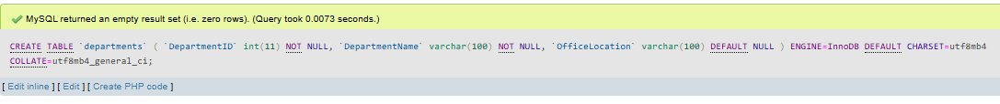 MySQL returned an empty result set (i.e. zero rows). (Query took 0.0073 seconds.)
CREATE TABLE `departments` ( `DepartmentID` int(11) NOT NULL, `DepartmentName` varchar(100) NOT NULL, `OfficeLocation` varchar(100) DEFAULT NULL ) ENGINE=InnoDB DEFAULT CHARSET=utf8mb4
COLLATE=utf8mb4_general_ci;
[ Edit inline ] [ Edit ] [ Create PHP code ]